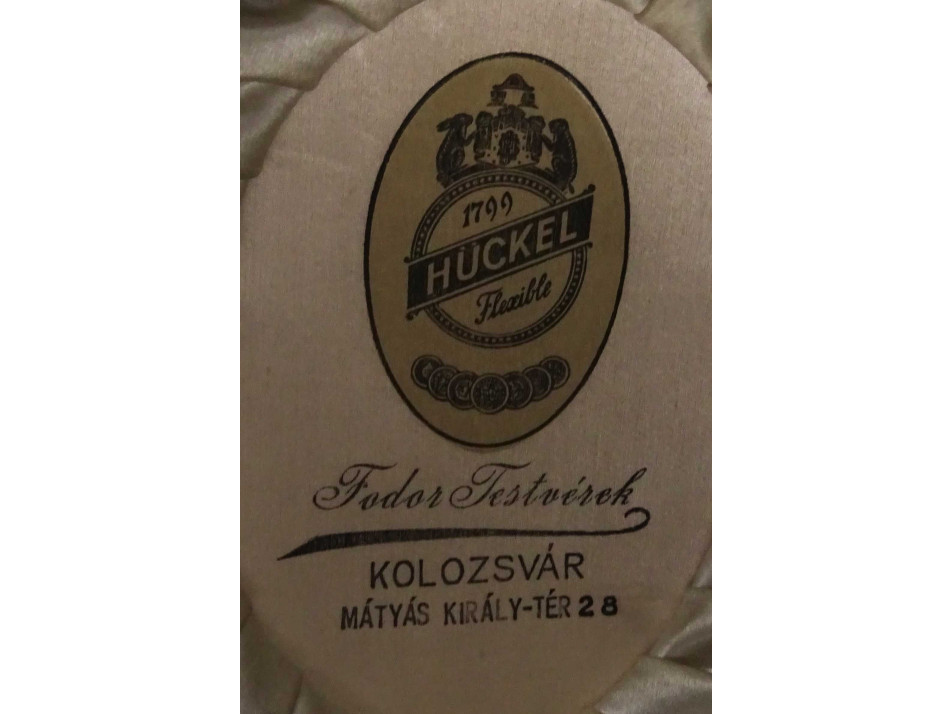 1799
HÜCKEL
Flexible
Fodor Testvérek
KOLOZSVÁR
MÁTYÁS KIRÁLY-TÉR 28